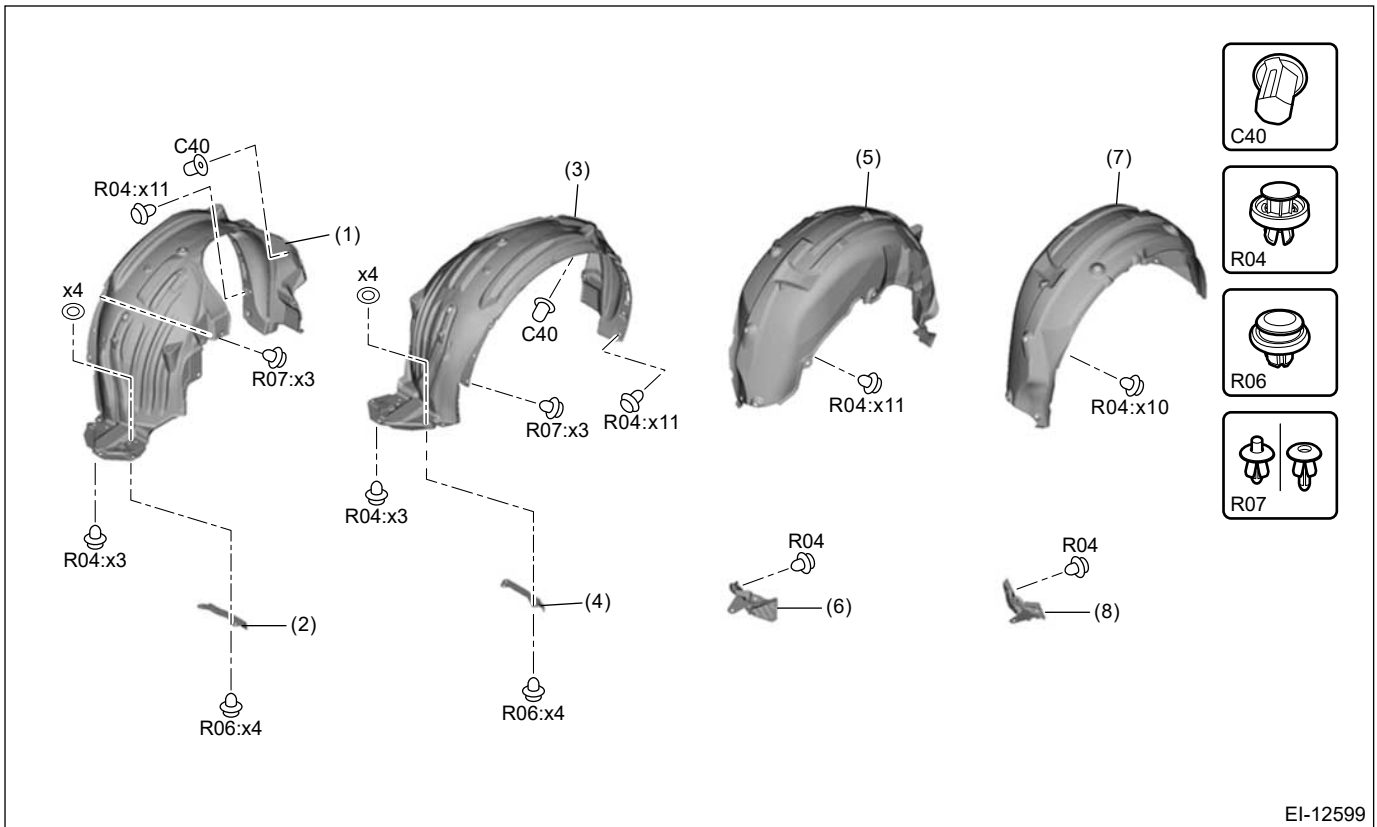 C40
R04:x11
(1)
x4
R07:x3
R04:x3
(2)
R06:x4
(3)
x4
C40
R07:x3
R04:x11
R04:x3
(4)
R06:x4
(5)
R04:x11
R04
(6)
(7)
R04:x10
R04
(8)
C40
R04
R06
R07
EI-12599